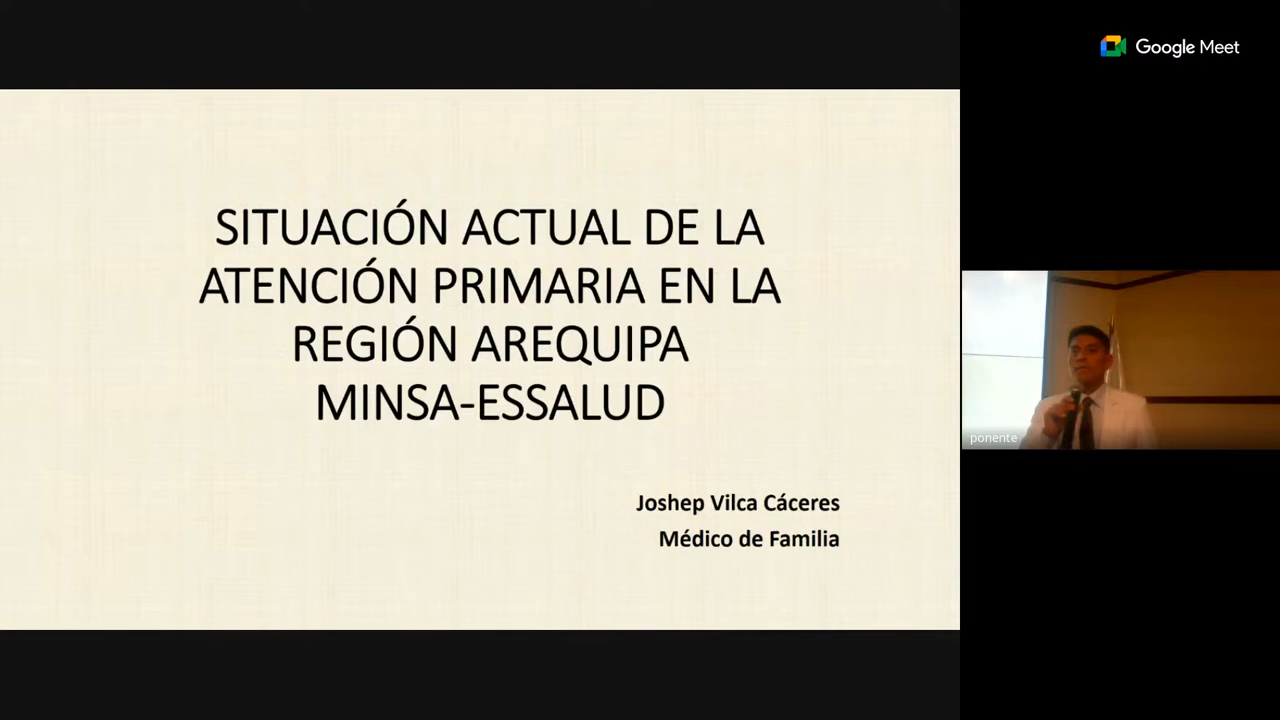 SITUACIÓN ACTUAL DE LA
ATENCIÓN PRIMARIA EN LA
REGIÓN AREQUIPA
MINSA-ESSALUD
Joshep Vilca Cáceres
Médico de Familia
Google Meet
ponente